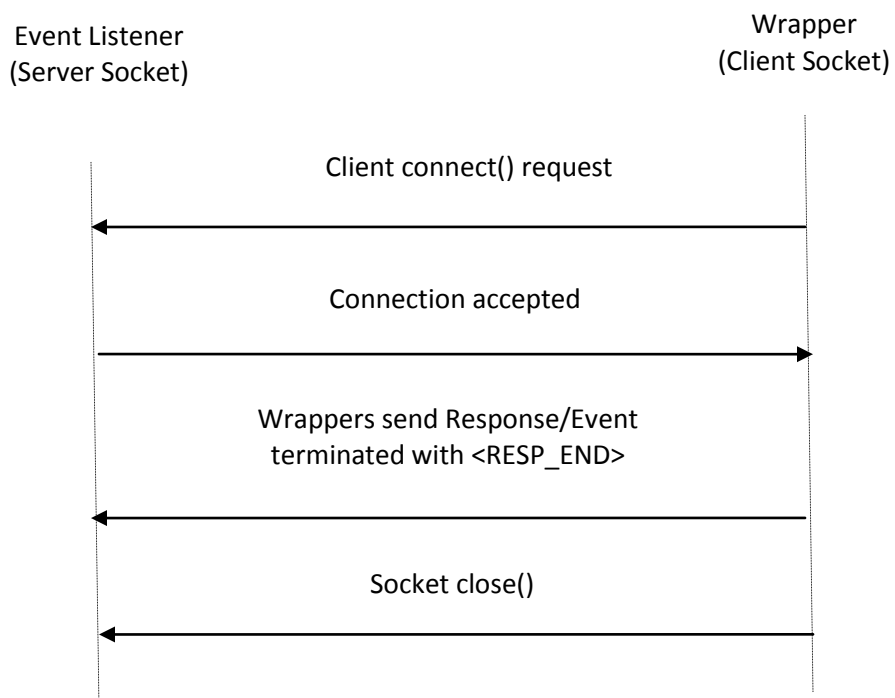 Event Listener
(Server Socket)
Wrapper
(Client Socket)
Client connect() request
Connection accepted
Wrappers send Response/Event
terminated with <RESP_END>
Socket close()